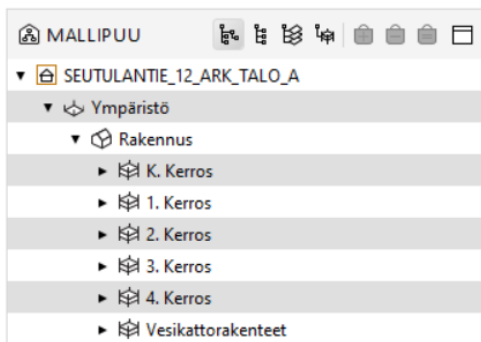 MALLIPUU
SEUTULANTIE_12_ARK_TALO_A
Ympäristö
Rakennus
K. Kerros
1. Kerros
2. Kerros
3. Kerros
4. Kerros
Vesikattorakenteet